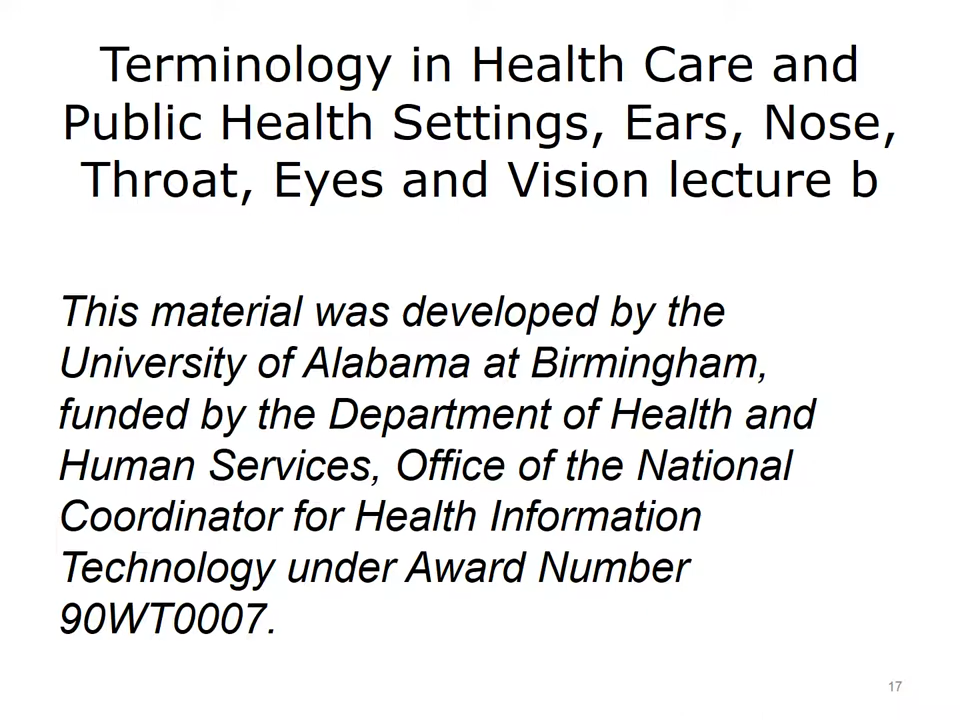 Terminology in Health Care and
Public Health Settings, Ears, Nose,
Throat, Eyes and Vision lecture b
This material was developed by the
University of Alabama at Birmingham,
funded by the Department of Health and
Human Services, Office of the National
Coordinator for Health Information
Technology under Award Number
90WT0007.
17